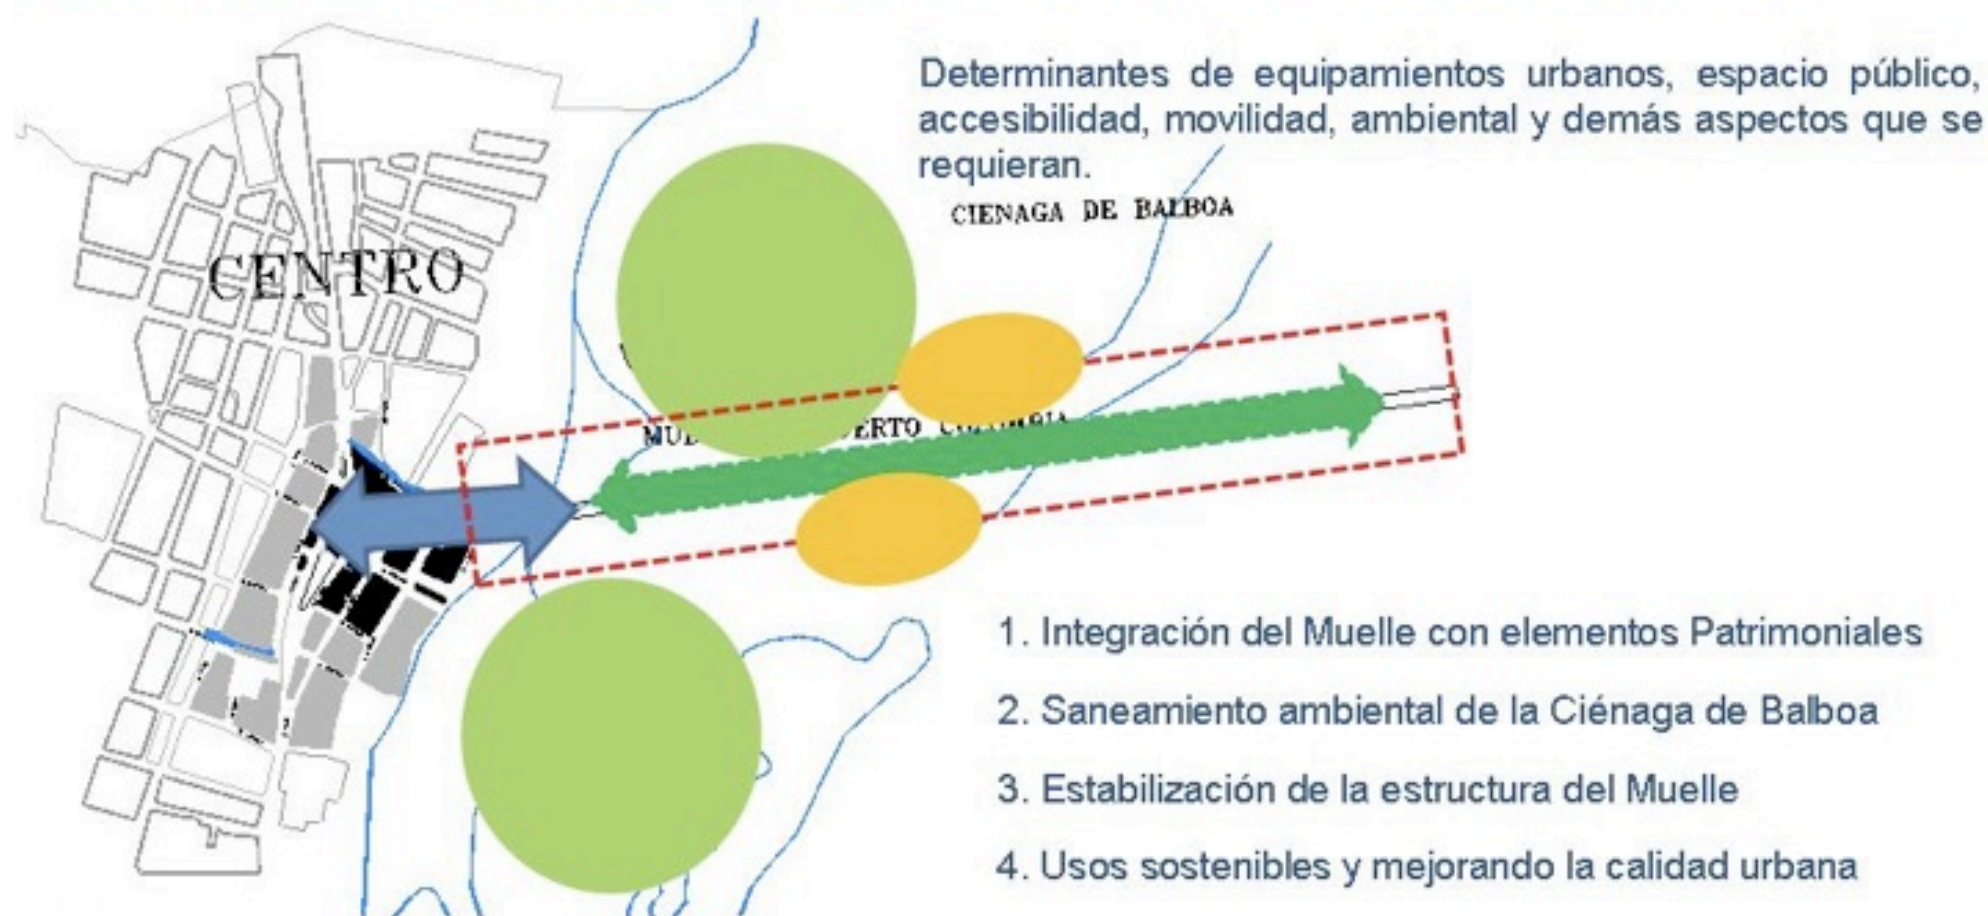 Determinantes de equipamientos urbanos, espacio público,
accesibilidad, movilidad, ambiental y demás aspectos que se
requieran.
CIENAGA DE BALBOA
CENTRO
1. Integración del Muelle con elementos Patrimoniales
2. Saneamiento ambiental de la Ciénaga de Balboa
3. Estabilización de la estructura del Muelle
4. Usos sostenibles y mejorando la calidad urbana